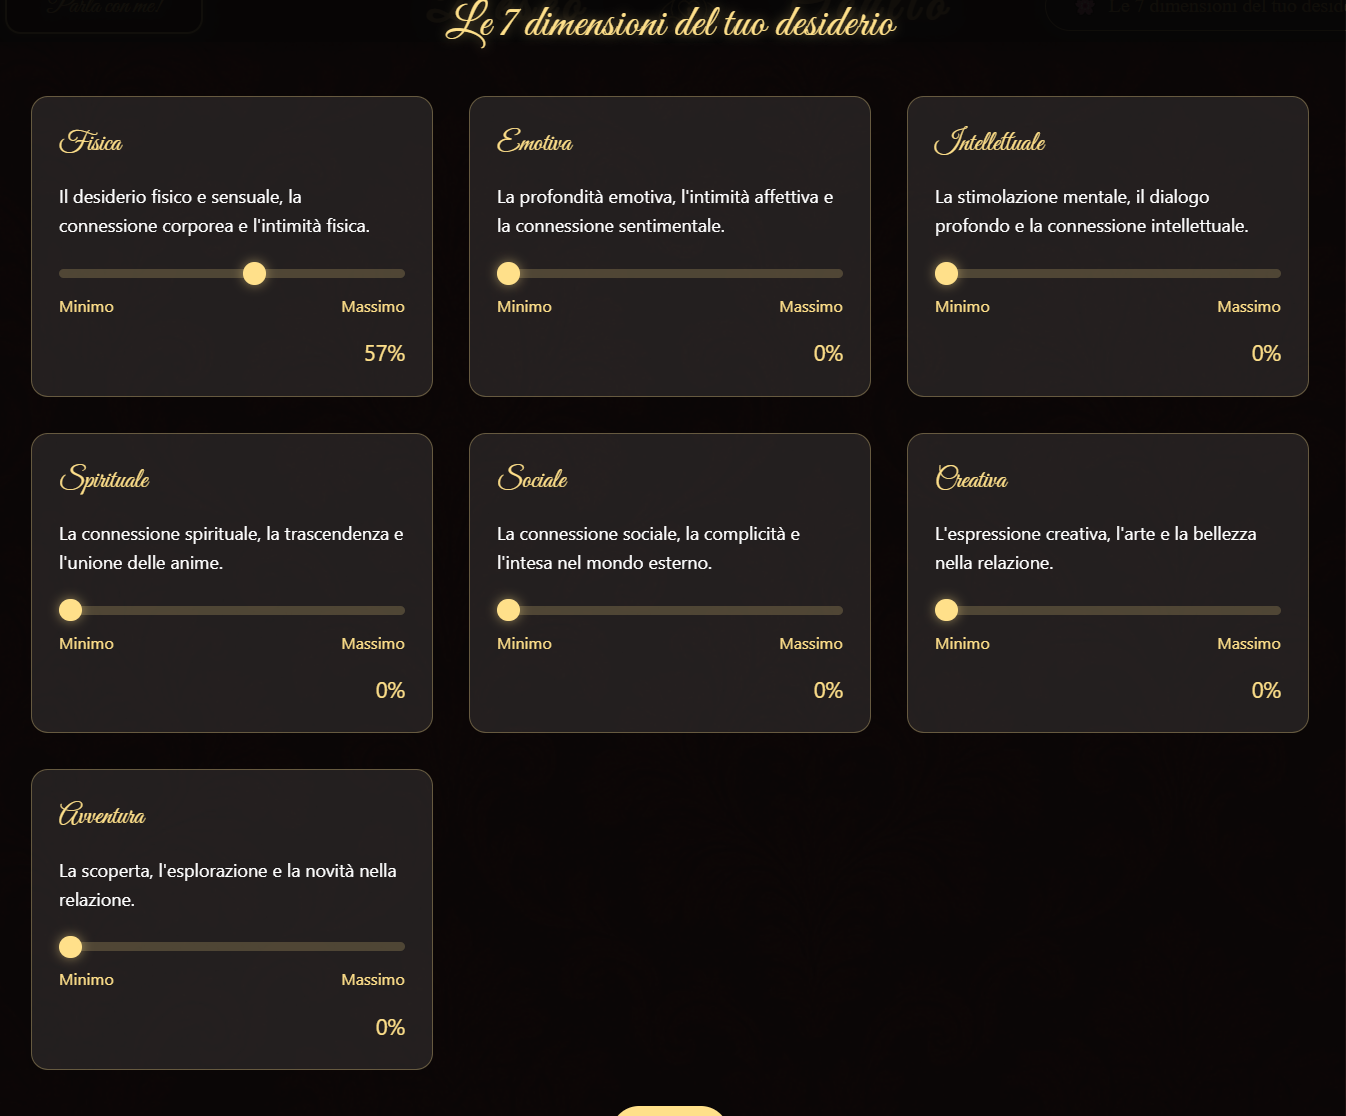 Parla con me!
Le 7 dimensioni del tuo desid
Le 7 dimensioni del tuo desiderio
Fisica
Il desiderio fisico e sensuale, la
connessione corporea e l'intimità fisica.
Minimo Massimo
57%
Emotiva
La profondità emotiva, l'intimità affettiva e
la connessione sentimentale.
Minimo Massimo
0%
Intellettuale
La stimolazione mentale, il dialogo
profondo e la connessione intellettuale.
Minimo Massimo
0%
Spirituale
La connessione spirituale, la trascendenza e
l'unione delle anime.
Minimo Massimo
0%
Sociale
La connessione sociale, la complicità e
l'intesa nel mondo esterno.
Minimo Massimo
0%
Creativa
L'espressione creativa, l'arte e la bellezza
nella relazione.
Minimo Massimo
0%
Avventura
La scoperta, l'esplorazione e la novità nella
relazione.
Minimo Massimo
0%